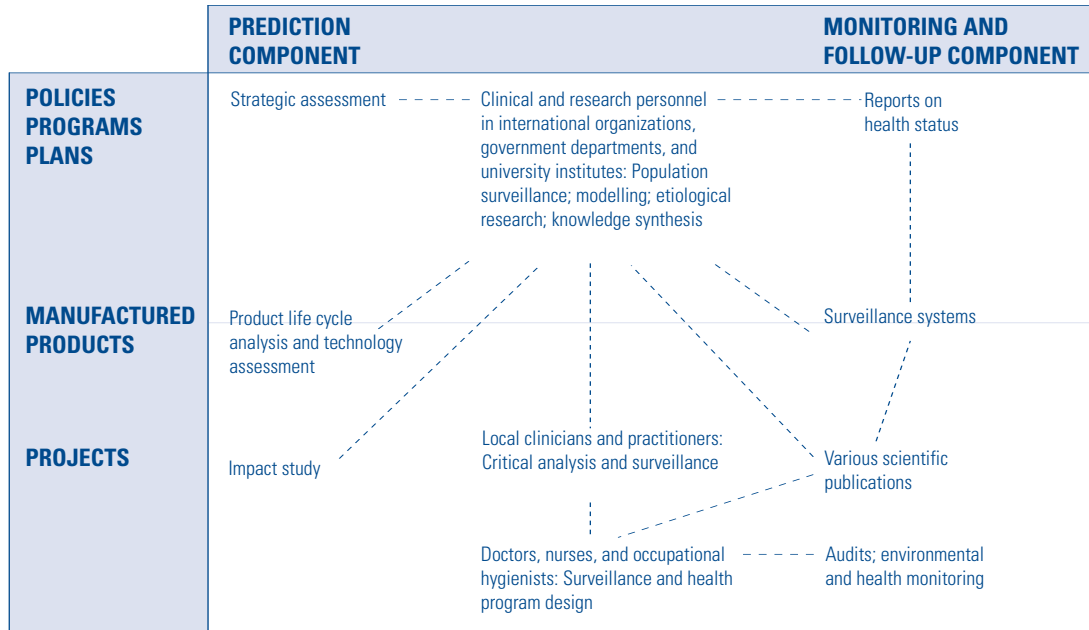 PREDICTION
COMPONENT
MONITORING AND
FOLLOW-UP COMPONENT
POLICIES
PROGRAMS
PLANS
Strategic assessment
Clinical and research personnel
in international organizations,
government departments, and
university institutes: Population
surveillance; modelling; etiological
research; knowledge synthesis
Reports on
health status
MANUFACTURED
PRODUCTS
Product life cycle
analysis and technology
assessment
Surveillance systems
PROJECTS
Impact study
Local clinicians and practitioners:
Critical analysis and surveillance
Various scientific
publications
Doctors, nurses, and occupational
hygienists: Surveillance and health
program design
Audits; environmental
and health monitoring